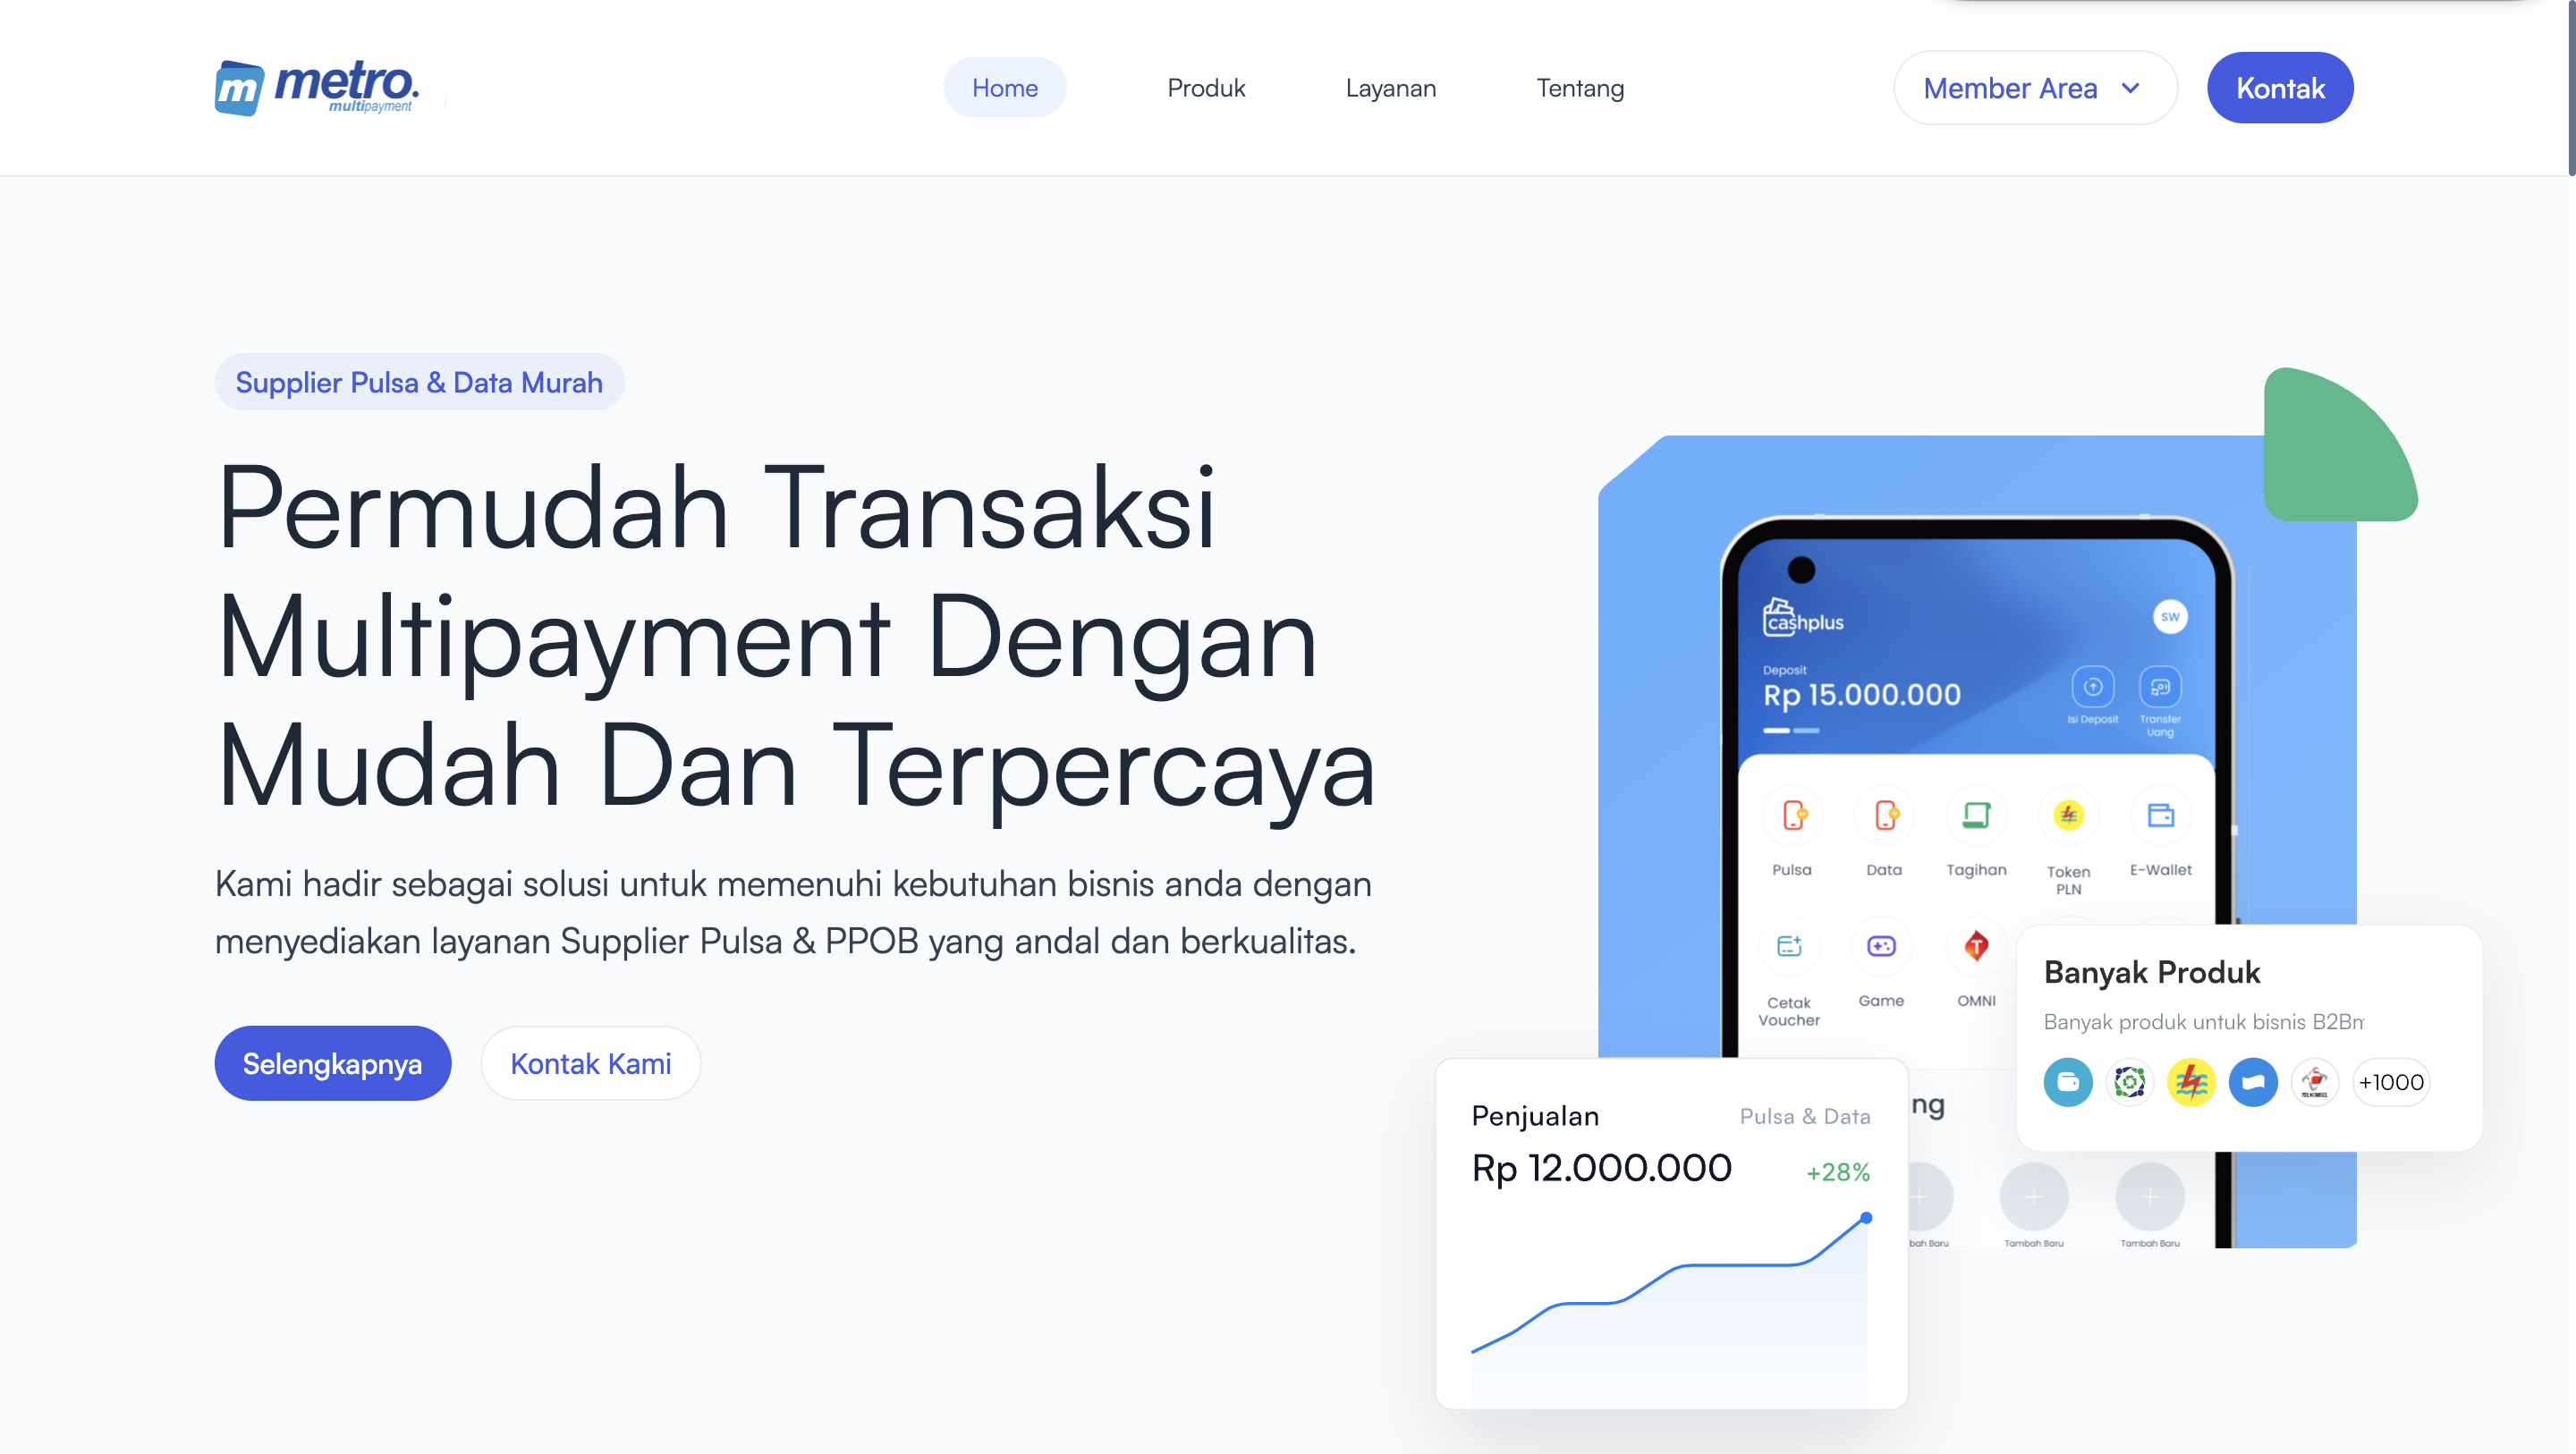 m metro.
multipayment
Home
Produk
Layanan
Tentang
Member Area
Kontak
Supplier Pulsa & Data Murah
Permudah Transaksi
Multipayment Dengan
Mudah Dan Terpercaya
Kami hadir sebagai solusi untuk memenuhi kebutuhan bisnis anda dengan
menyediakan layanan Supplier Pulsa & PPOB yang andal dan berkualitas.
Selengkapnya
Kontak Kami
cashplus
SW
Deposit
Rp 15.000.000
Isi Deposit
Transfer
Uang
Pulsa
Data
Tagihan
Token
PLN
E-Wallet
Cetak
Voucher
Game
OMNI
Banyak Produk
Banyak produk untuk bisnis B2Bm
TELKOMSEL
+1000
Penjualan
Pulsa & Data
Rp 12.000.000
+28%
ng
bah Baru
Tambah Baru
Tambah Baru